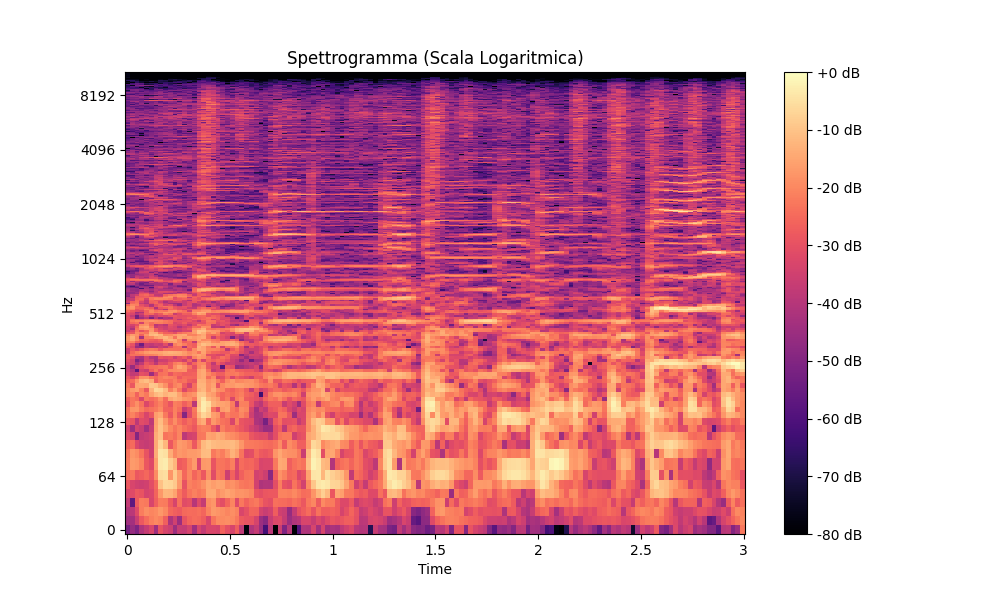 Spettrogramma (Scala Logaritmica)
Hz
8192
4096
2048
1024
512
256
128
64
0
0
0.5
1
1.5
2
2.5
3
Time
+0 dB
-10 dB
-20 dB
-30 dB
-40 dB
-50 dB
-60 dB
-70 dB
-80 dB